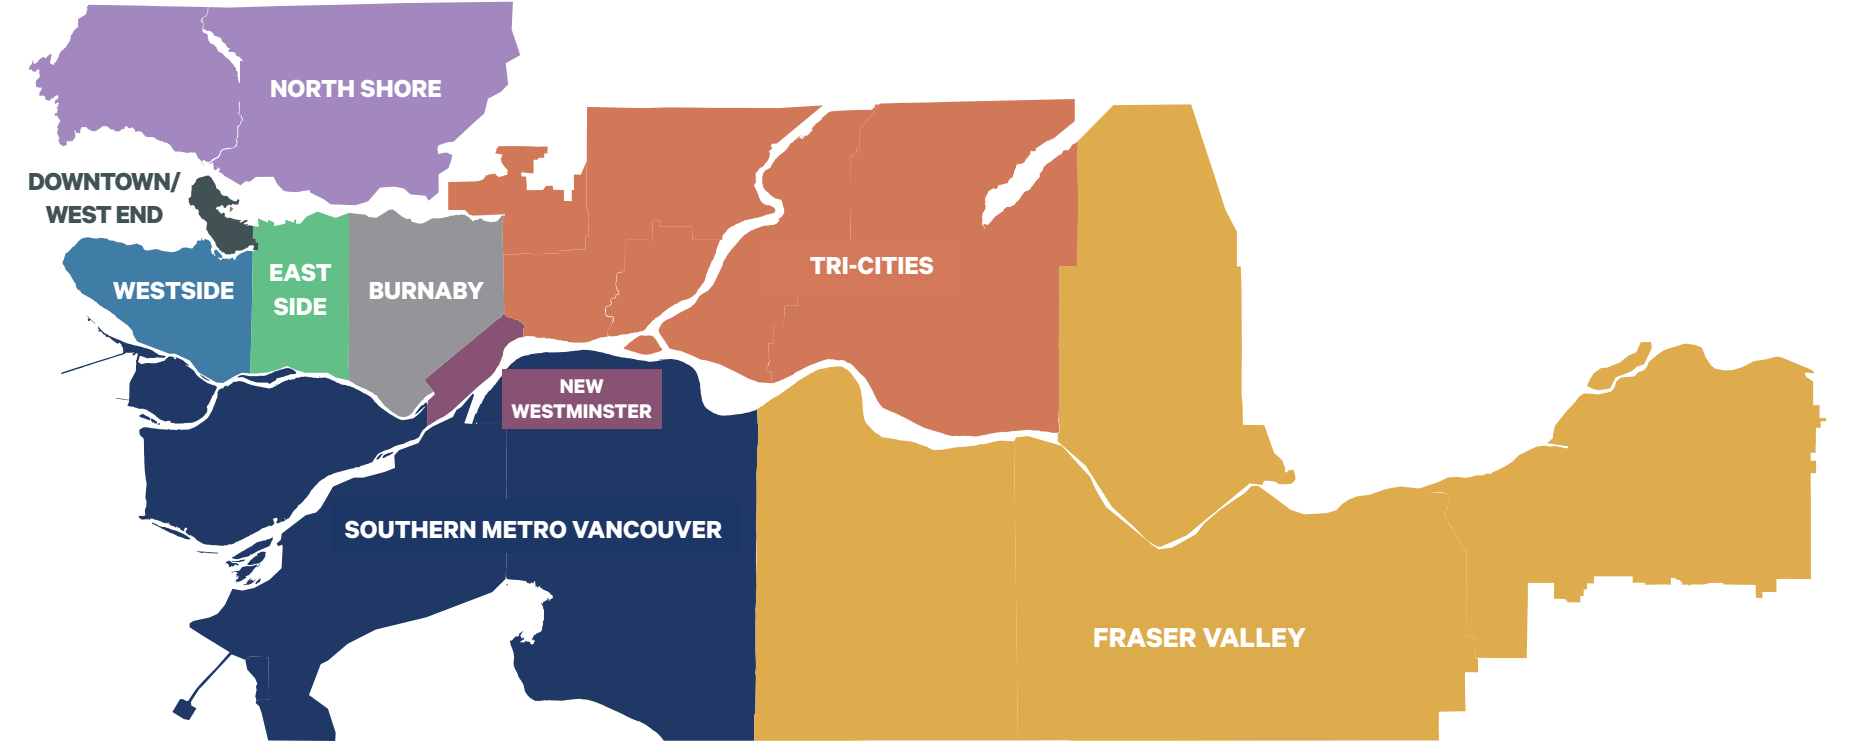 NORTH SHORE
DOWNTOWN/
WEST END
WESTSIDE
EAST
SIDE
BURNABY
TRI-CITIES
NEW
WESTMINSTER
SOUTHERN METRO VANCOUVER
FRASER VALLEY